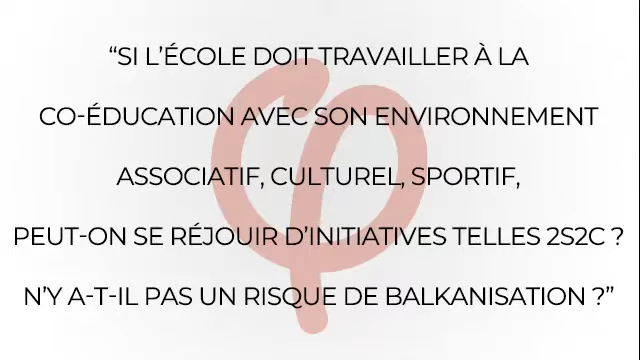 “SI L’ÉCOLE DOIT TRAVAILLER À LA
CO-ÉDUCATION AVEC SON ENVIRONNEMENT
ASSOCIATIF, CULTUREL, SPORTIF,
PEUT-ON SE RÉJOUIR D’INITIATIVES TELLES 2S2C ?
N’Y A-T-IL PAS UN RISQUE DE BALKANISATION ?”